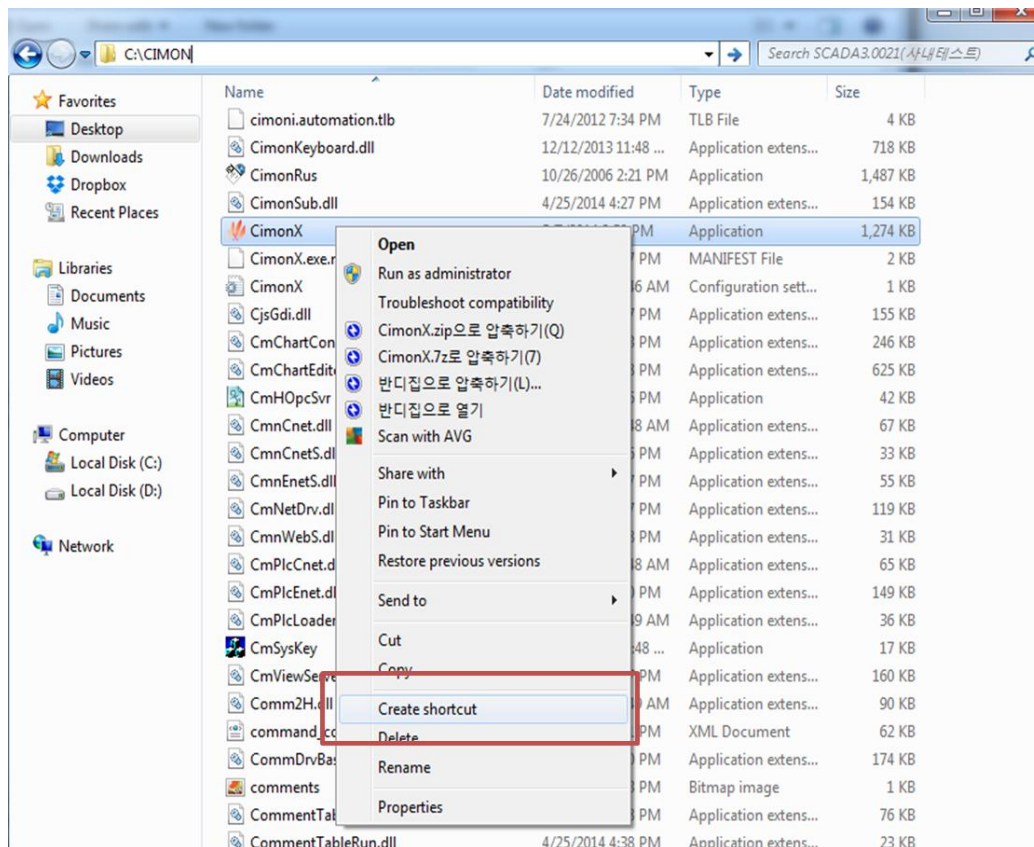 C:\CIMON
Search SCADA3.0021(사내테스트)
Favorites
Desktop
Downloads
Dropbox
Recent Places
Libraries
Documents
Music
Pictures
Videos
Computer
Local Disk (C:)
Local Disk (D:)
Network
Name Date modified Type Size
cimoni.automation.tlb 7/24/2012 7:34 PM TLB File 4 KB
CimonKeyboard.dll 12/12/2013 11:48 ... Application extens... 718 KB
CimonRus 10/26/2006 2:21 PM Application 1,487 KB
CimonSub.dll 4/25/2014 4:27 PM Application extens... 154 KB
CimonX PM Application 1,274 KB
CimonX.exe.r PM MANIFEST File 2 KB
CimonX 6 AM Configuration sett... 1 KB
CjsGdi.dll PM Application extens... 155 KB
CmChartCon PM Application extens... 246 KB
CmChartEdit PM Application extens... 625 KB
CmHOpcSvr PM Application 42 KB
CmnCnet.dll 8 AM Application extens... 67 KB
CmnCnetS.dl PM Application extens... 33 KB
CmnEnetS.dll PM Application extens... 55 KB
CmNetDrv.dl PM Application extens... 119 KB
CmnWebS.dl PM Application extens... 31 KB
CmPlcCnet.d 8 AM Application extens... 65 KB
CmPlcEnet.dl PM Application extens... 149 KB
CmPlcLoader 9 AM Application extens... 36 KB
CmSysKey :48 ... Application 17 KB
CmViewServe PM Application extens... 160 KB
Comm2H.dll AM Application extens... 90 KB
command_co PM XML Document 62 KB
CommDrvBas PM Application extens... 174 KB
comments PM Bitmap image 1 KB
CommentTal PM Application extens... 76 KB
CommentTableRun.dll 4/25/2014 4:38 PM Application extens... 23 KB
Open
Run as administrator
Troubleshoot compatibility
CimonX.zip으로 압축하기(Q)
CimonX.7z로 압축하기(7)
반디집으로 압축하기(L)...
반디집으로 열기
Scan with AVG
Share with
Pin to Taskbar
Pin to Start Menu
Restore previous versions
Send to
Cut
Copy
Create shortcut
Delete
Rename
Properties